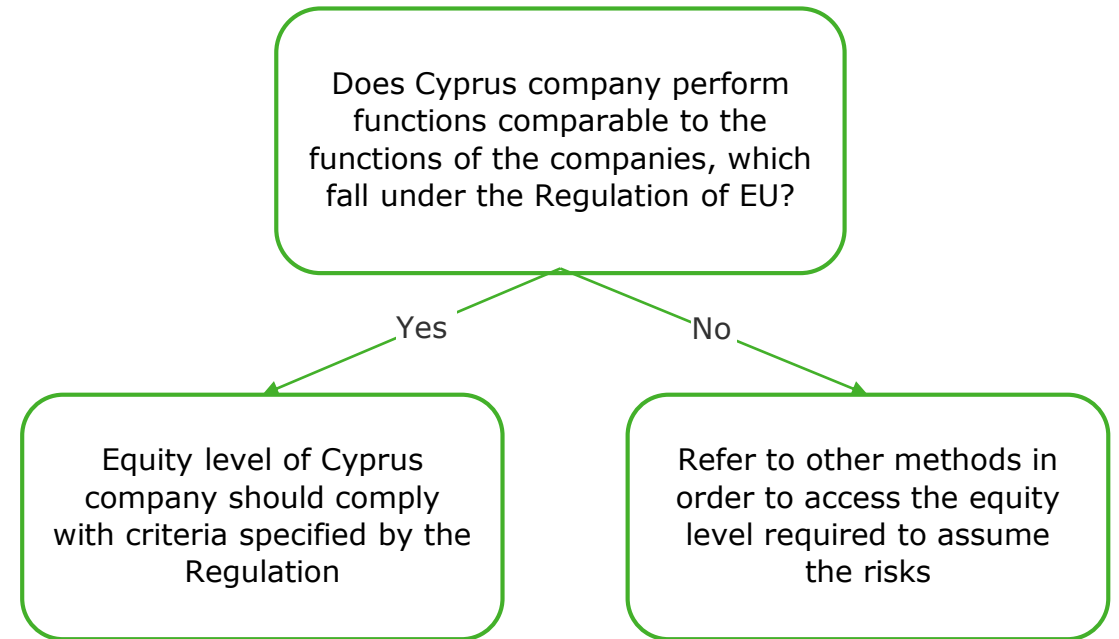 Does Cyprus company perform
functions comparable to the
functions of the companies, which
fall under the Regulation of EU?
Yes
No
Equity level of Cyprus
company should comply
with criteria specified by the
Regulation
Refer to other methods in
order to access the equity
level required to assume
the risks